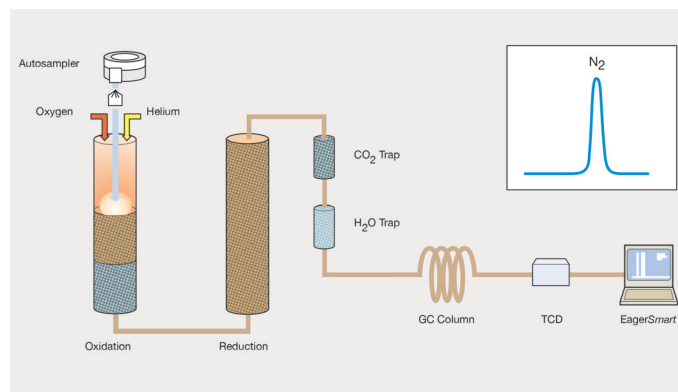 Autosampler
Oxygen
Helium
Oxidation
Reduction
CO2 Trap
H2O Trap
GC Column
TCD
EagerSmart
N2